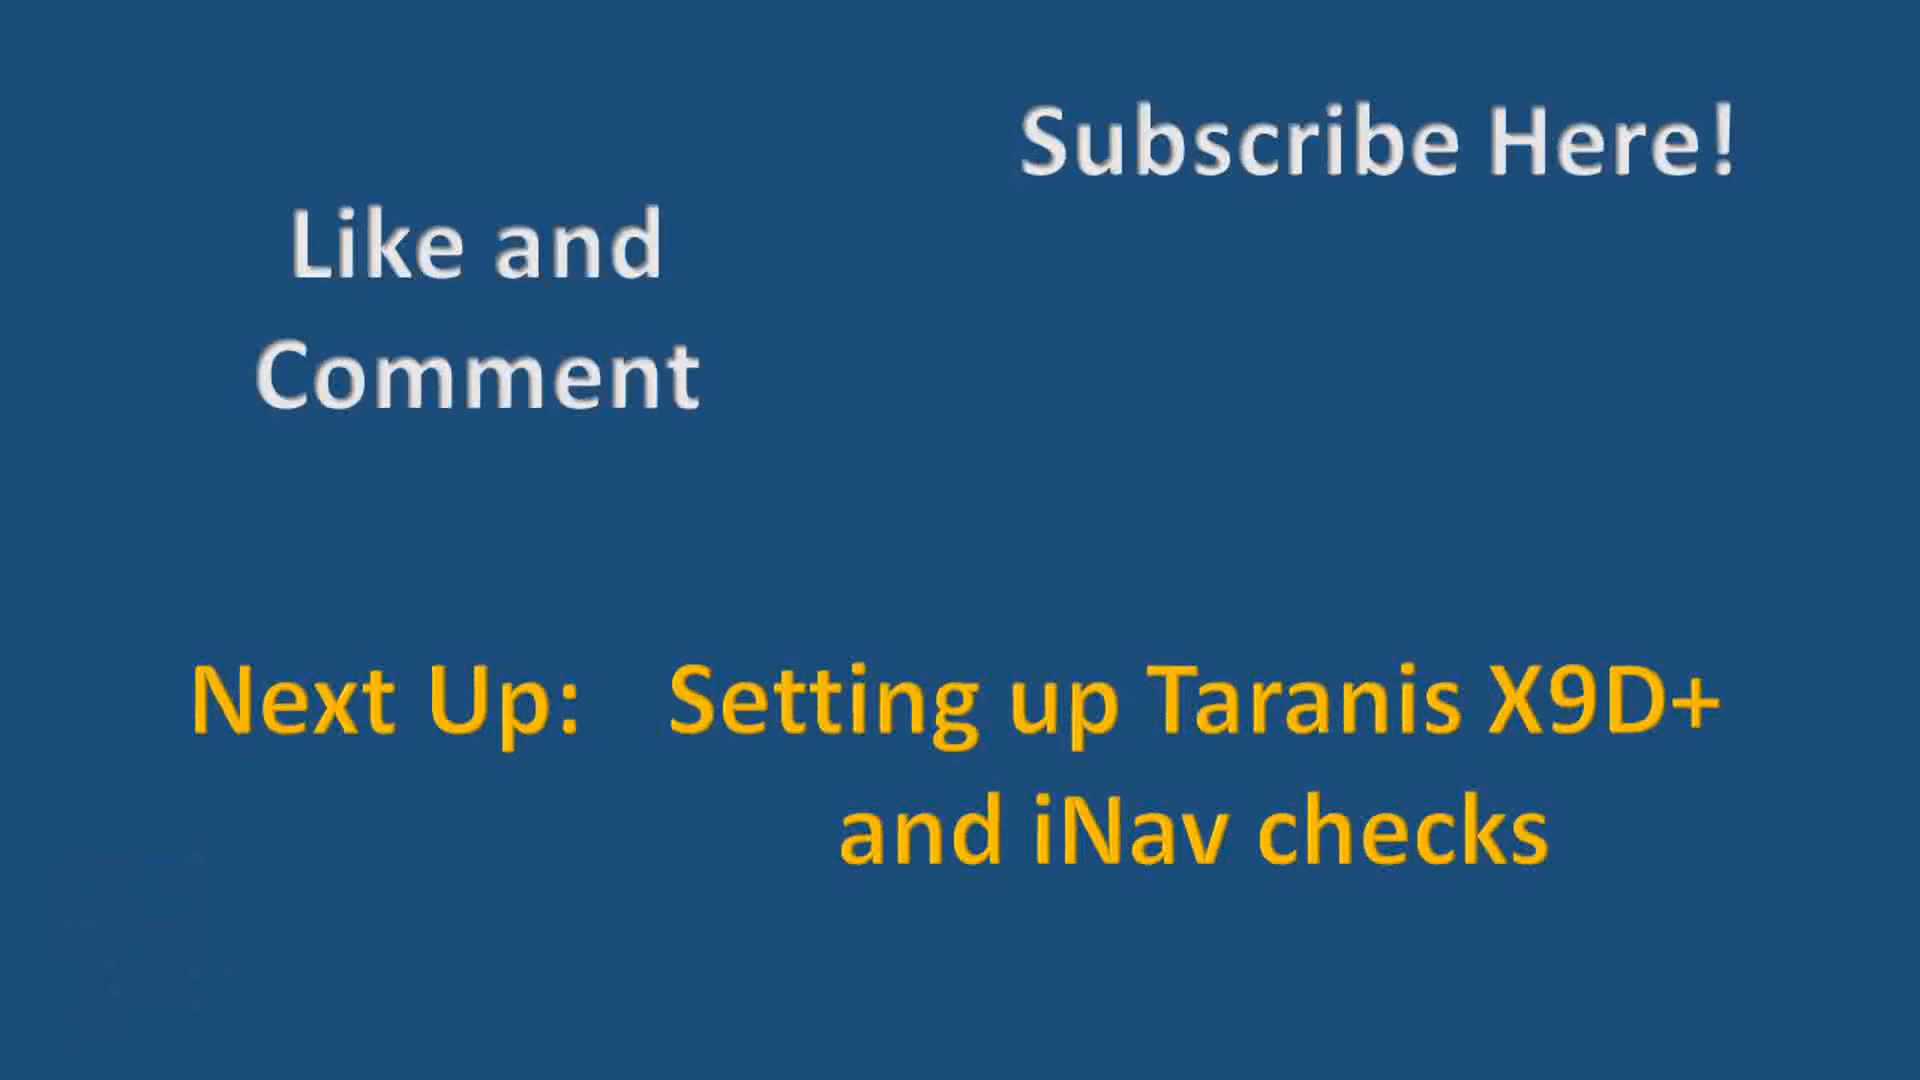 Subscribe Here!
Like and
Comment
Next Up: Setting up Taranis X9D+
and iNav checks